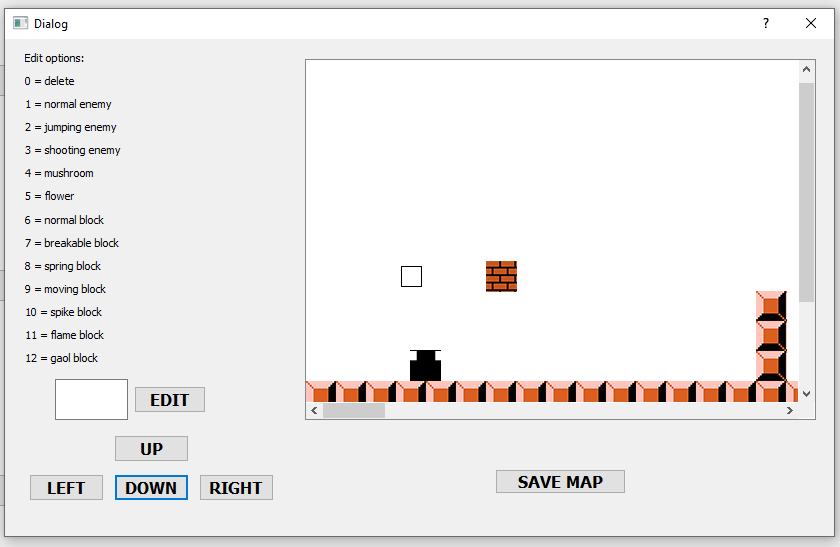 Dialog
Edit options:
0 = delete
1 = normal enemy
2 = jumping enemy
3 = shooting enemy
4 = mushroom
5 = flower
6 = normal block
7 = breakable block
8 = spring block
9 = moving block
10 = spike block
11 = flame block
12 = gaol block
EDIT
UP
LEFT DOWN RIGHT
SAVE MAP